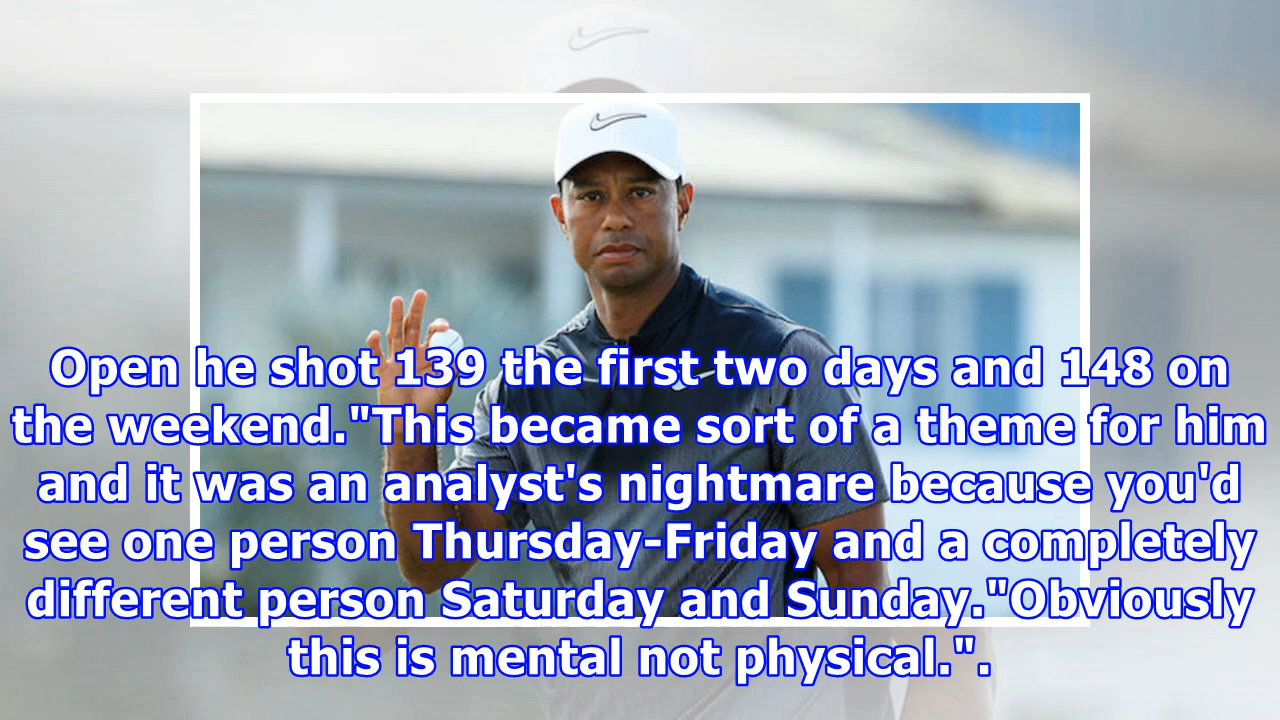 Open he shot 139 the first two days and 148 on
the weekend."This became sort of a theme for him
and it was an analyst's nightmare because you'd
see one person Thursday-Friday and a completely
different person Saturday and Sunday."Obviously
this is mental not physical.".